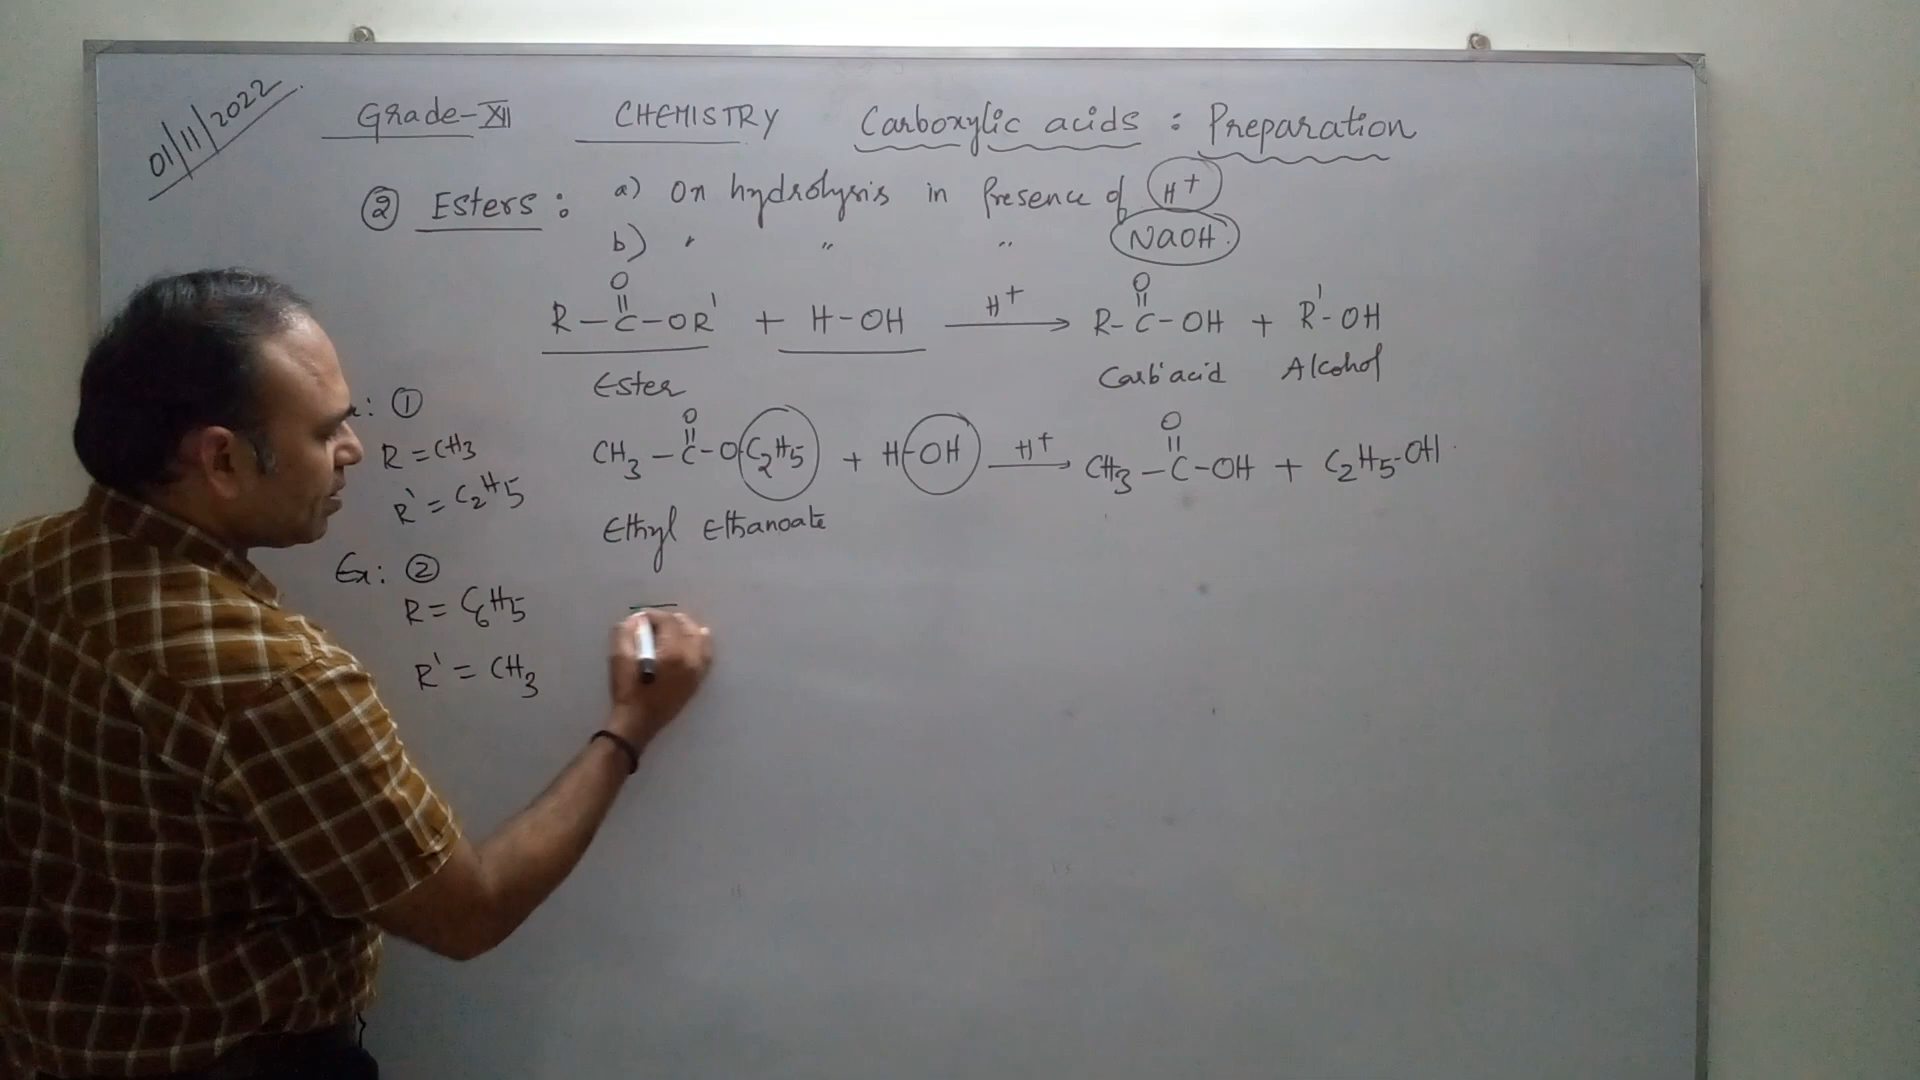 01/11/2022
Grade-XII CHEMISTRY Carboxylic acids : Preparation
② Esters : a) On hydrolysis in Presence of H+
b) " " " NaOH.
O O
R-C-OR' + H-OH H+ R-C-OH + R'-OH
Ester Carb'acid Alcohol
: ①
O O
R=CH3 CH3-C-OC2H5 + H-OH H+ CH3-C-OH + C2H5-OH
R'=C2H5
Ethyl Ethanoate
Ex: ②
R=C6H5
R'=CH3